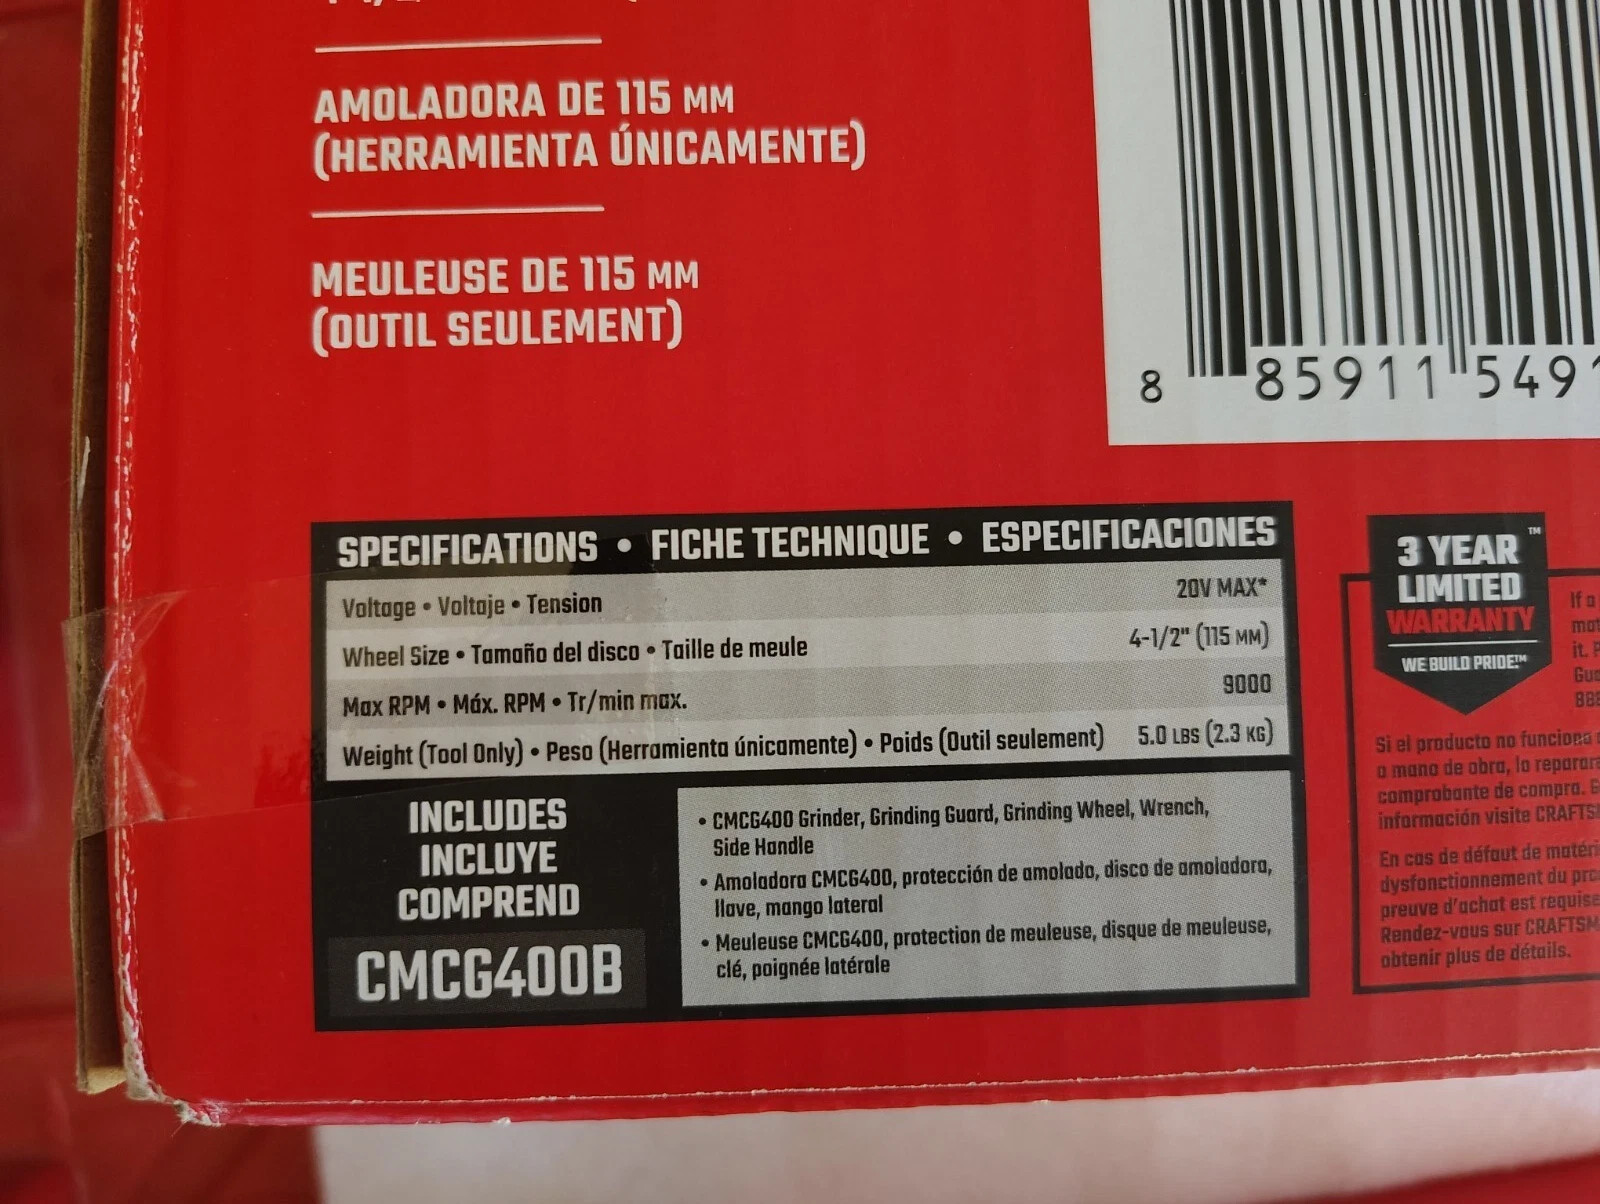 AMOLADORA DE 115 MM
(HERRAMIENTA ÚNICAMENTE)
MEULEUSE DE 115 MM
(OUTIL SEULEMENT)
8 85911 549
SPECIFICATIONS • FICHE TECHNIQUE • ESPECIFICACIONES
Voltage • Voltaje • Tension 20V MAX*
Wheel Size • Tamaño del disco • Taille de meule 4-1/2" (115 MM)
Max RPM • Máx. RPM • Tr/min max. 9000
Weight (Tool Only) • Peso (Herramienta únicamente) • Poids (Outil seulement) 5.0 LBS (2.3 KG)
INCLUDES
INCLUYE
COMPREND
CMCG400B
• CMCG400 Grinder, Grinding Guard, Grinding Wheel, Wrench,
Side Handle
• Amoladora CMCG400, protección de amolado, disco de amoladora,
llave, mango lateral
• Meuleuse CMCG400, protection de meuleuse, disque de meuleuse,
clé, poignée latérale
3 YEAR™
LIMITED
WARRANTY
WE BUILD PRIDE™
If a
it.
Si el producto no funciona
o mano de obra, la
comprobante de compra.
información visite
En cas de défaut de
dysfonctionnement du
preuve d'achat est
Rendez-vous sur
obtenir plus de détails.